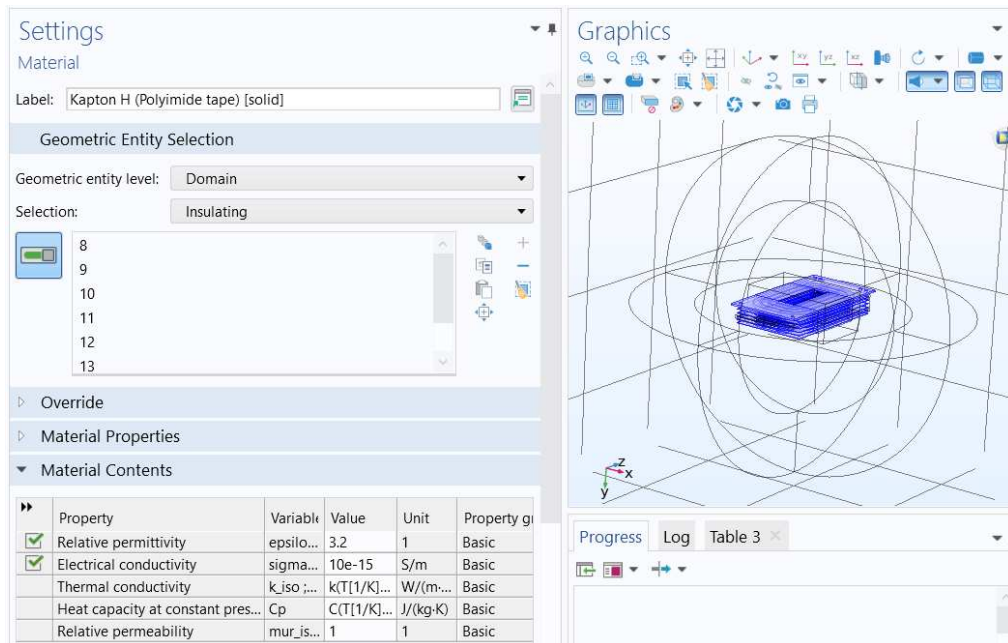 Settings
Material
Label: Kapton H (Polyimide tape) [solid]
Geometric Entity Selection
Geometric entity level: Domain
Selection: Insulating
8
9
10
11
12
13
Override
Material Properties
Material Contents
Property Variable Value Unit Property gr
Relative permittivity epsilo... 3.2 1 Basic
Electrical conductivity sigma... 10e-15 S/m Basic
Thermal conductivity k_iso ;... k(T[1/K]... W/(m·... Basic
Heat capacity at constant pres... Cp C(T[1/K]... J/(kg·K) Basic
Relative permeability mur_is... 1 1 Basic
Graphics
xy yz xz
z
x
y
Progress Log Table 3